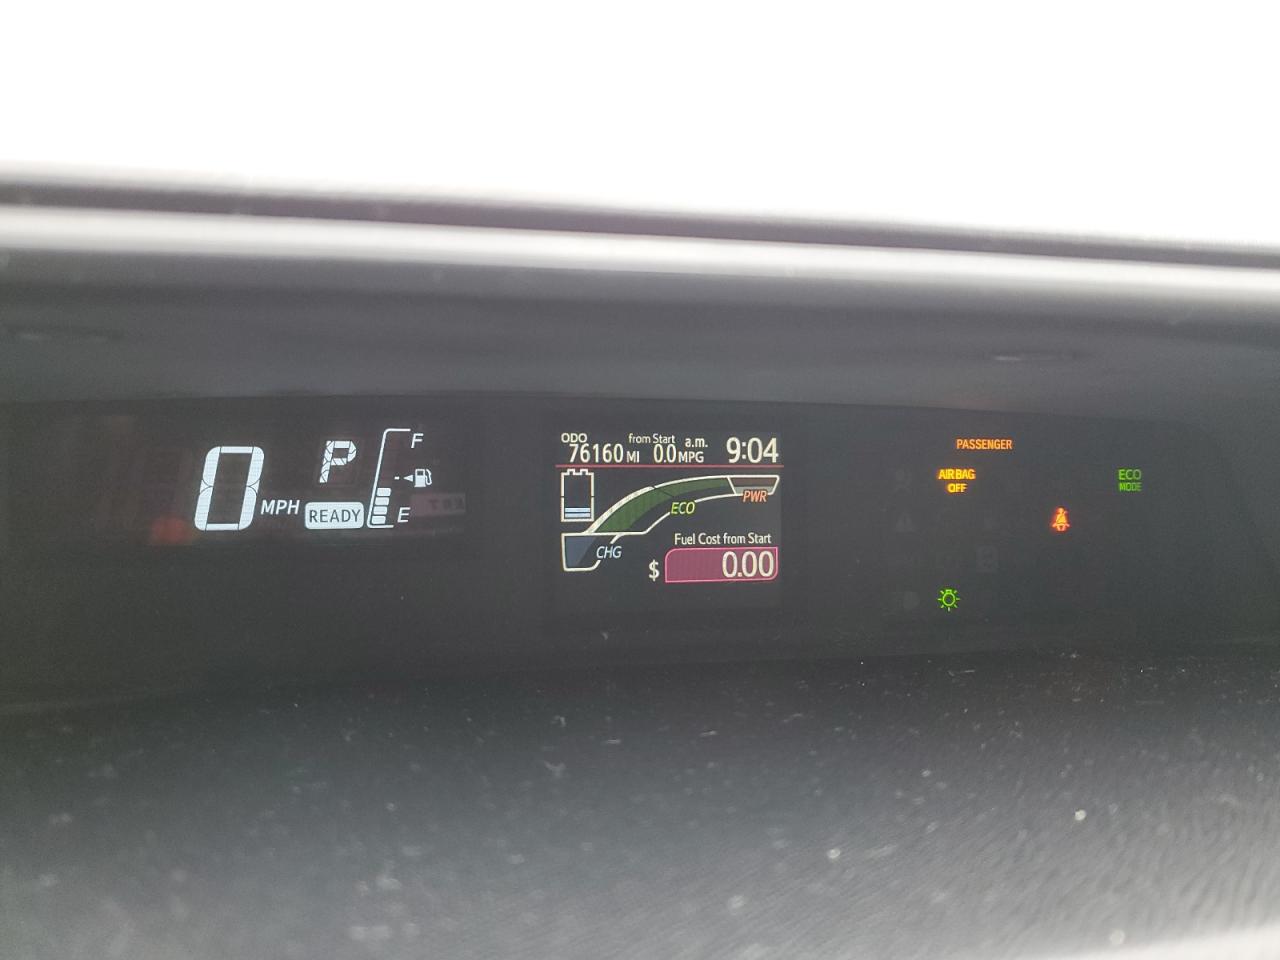 0 MPH
P
READY
F
E
ODO
76160 MI
from Start
0.0 MPG
a.m.
9:04
PWR
ECO
CHG
Fuel Cost from Start
$ 0.00
PASSENGER
AIR BAG
OFF
ECO
MODE